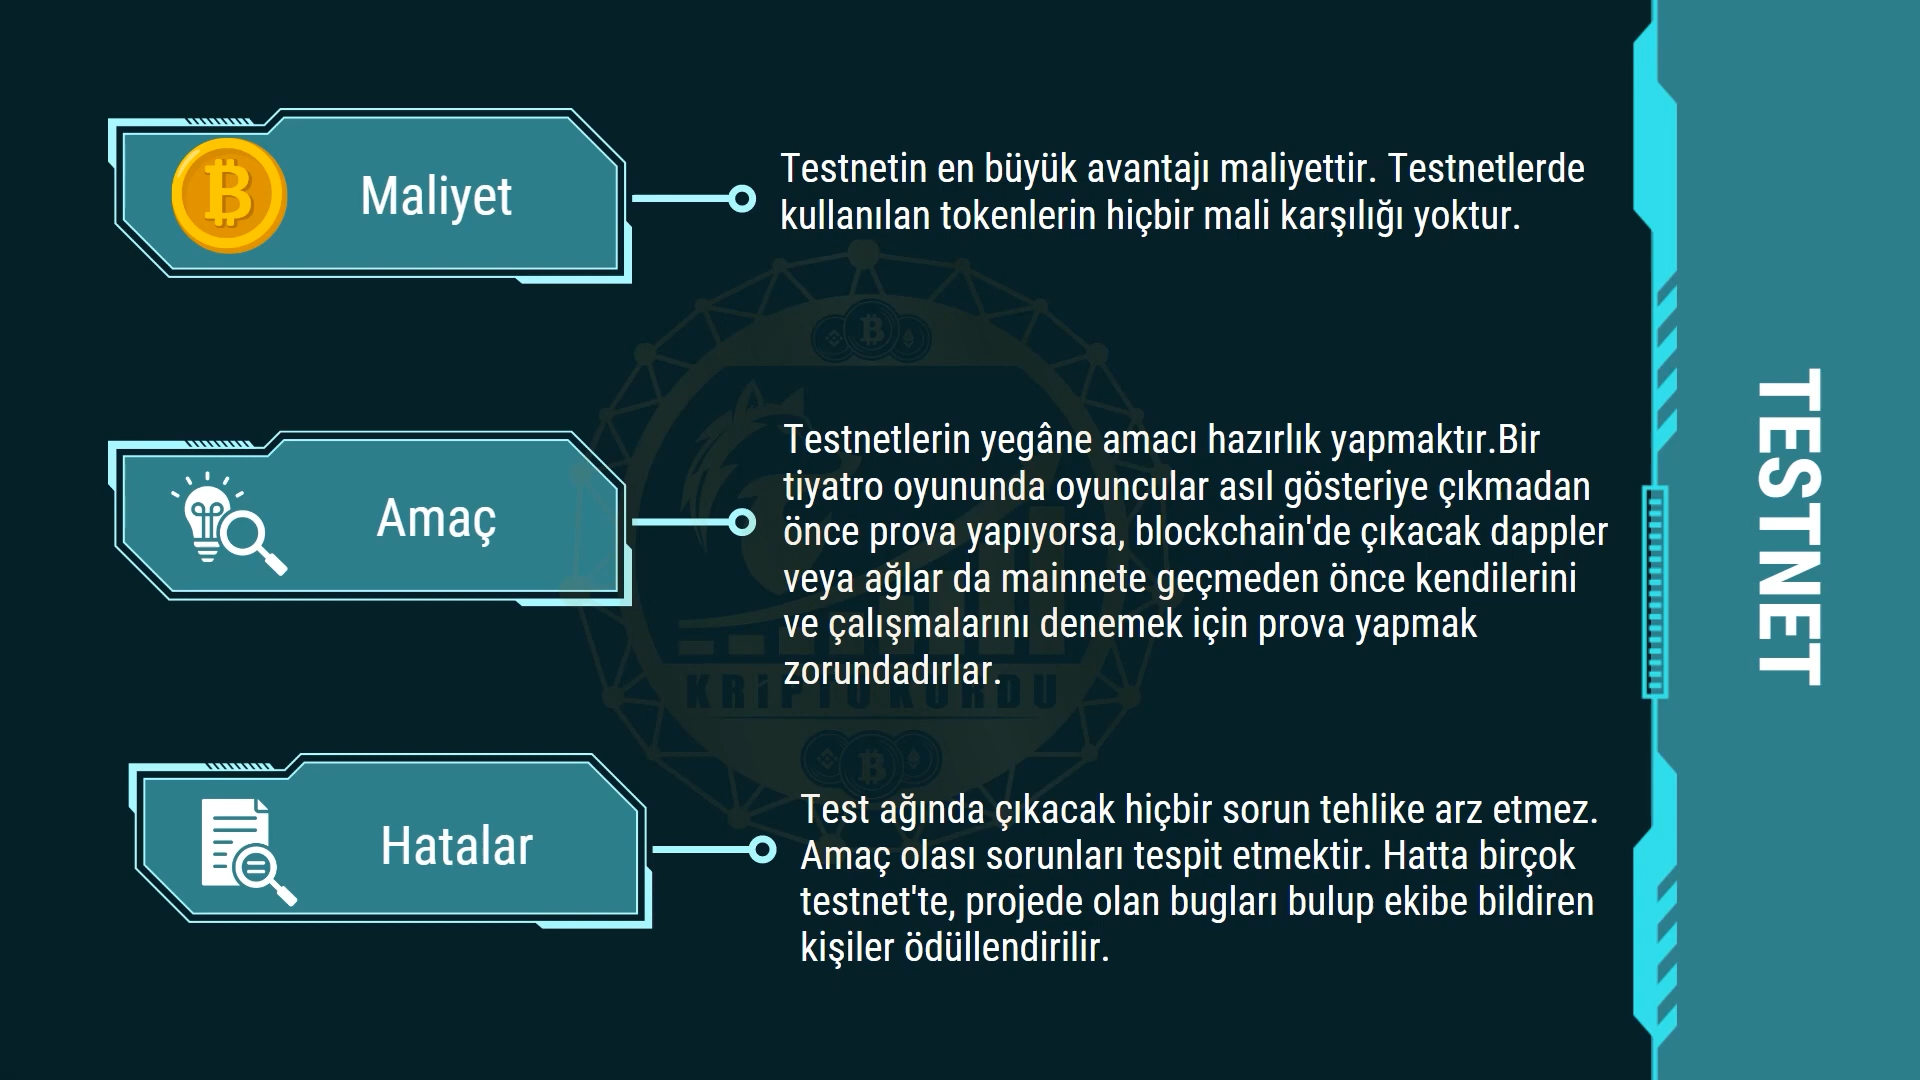 Maliyet
Testnetin en büyük avantajı maliyettir. Testnetlerde
kullanılan tokenlerin hiçbir mali karşılığı yoktur.
Amaç
Testnetlerin yegâne amacı hazırlık yapmaktır.Bir
tiyatro oyununda oyuncular asıl gösteriye çıkmadan
önce prova yapıyorsa, blockchain'de çıkacak dappler
veya ağlar da mainnete geçmeden önce kendilerini
ve çalışmalarını denemek için prova yapmak
zorundadırlar.
KRiPTOKURDU
Hatalar
Test ağında çıkacak hiçbir sorun tehlike arz etmez.
Amaç olası sorunları tespit etmektir. Hatta birçok
testnet'te, projede olan bugları bulup ekibe bildiren
kişiler ödüllendirilir.
TESTNET